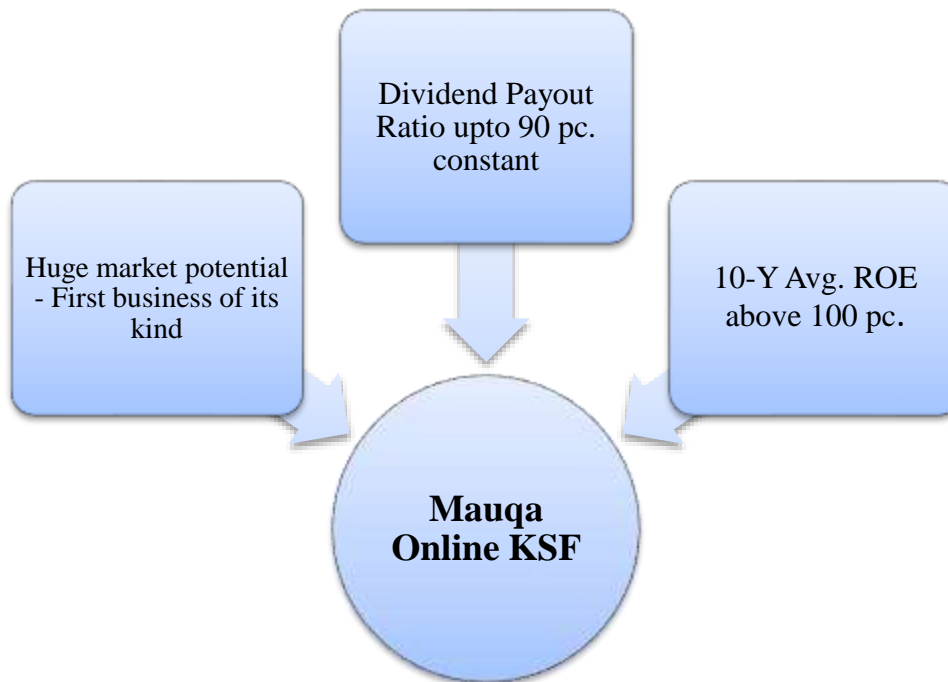 Dividend Payout
Ratio upto 90 pc.
constant
Huge market potential
- First business of its
kind
10-Y Avg. ROE
above 100 pc.
Mauqa
Online KSF